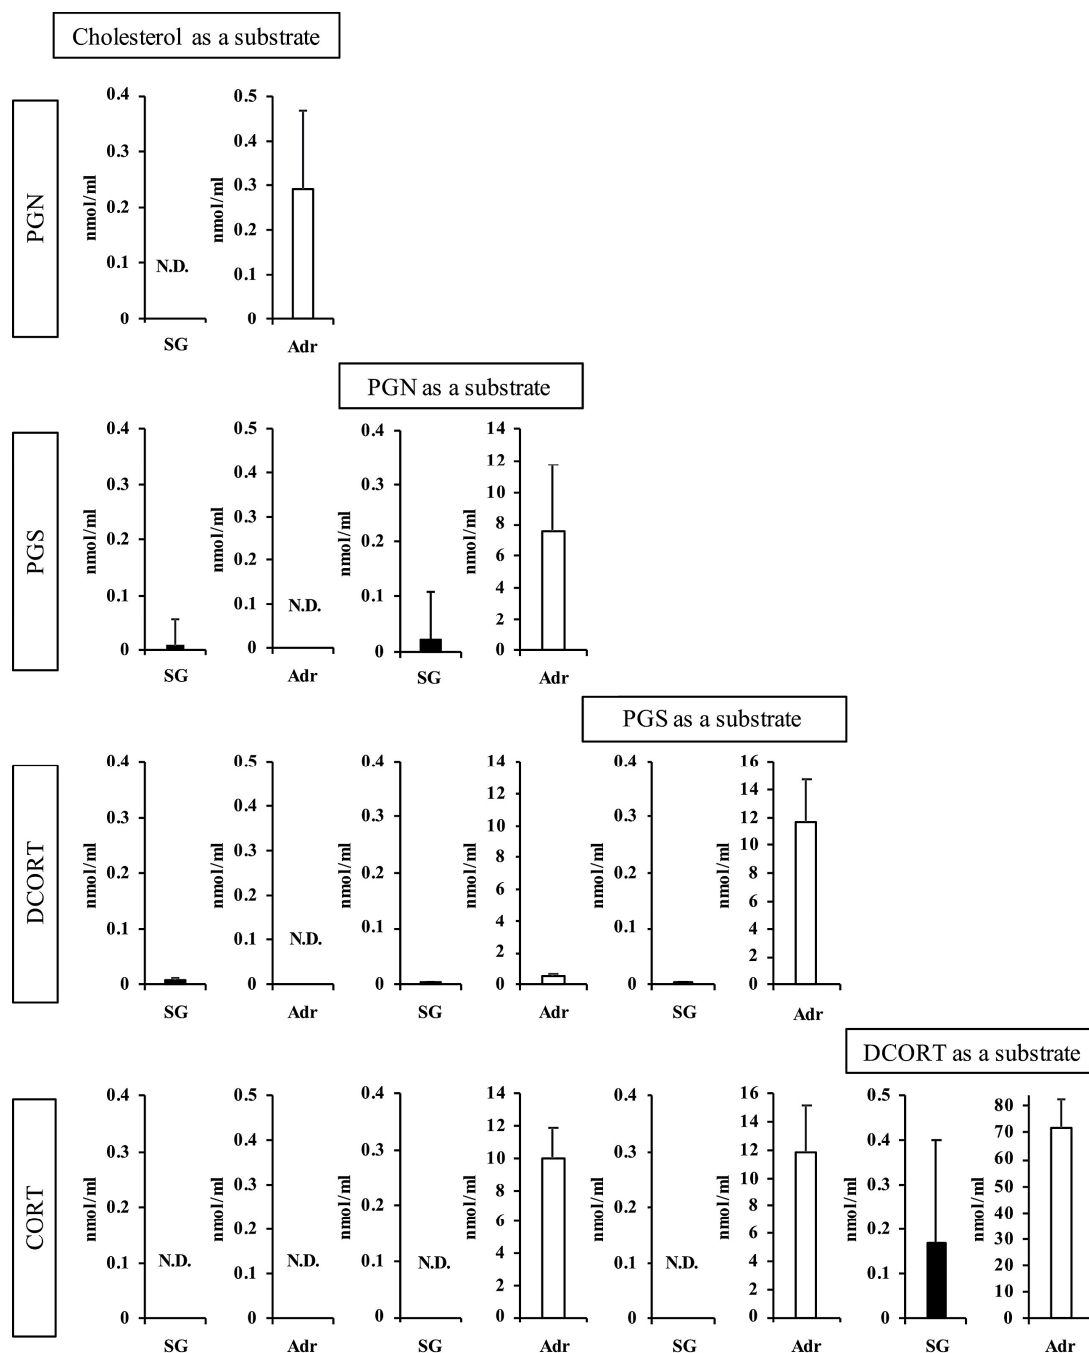 Cholesterol as a substrate
PGN
nmol/ml
0.4
0.3
0.2
0.1
0
N.D.
SG
nmol/ml
0.5
0.4
0.3
0.2
0.1
0
Adr
PGN as a substrate
PGS
nmol/ml
0.4
0.3
0.2
0.1
0
SG
nmol/ml
0.5
0.4
0.3
0.2
0.1
0
N.D.
Adr
nmol/ml
0.4
0.3
0.2
0.1
0
SG
nmol/ml
14
12
10
8
6
4
2
0
Adr
PGS as a substrate
DCORT
nmol/ml
0.4
0.3
0.2
0.1
0
SG
nmol/ml
0.5
0.4
0.3
0.2
0.1
0
N.D.
Adr
nmol/ml
0.4
0.3
0.2
0.1
0
SG
nmol/ml
14
12
10
8
6
4
2
0
Adr
nmol/ml
0.4
0.3
0.2
0.1
0
SG
nmol/ml
16
14
12
10
8
6
4
2
0
Adr
DCORT as a substrate
CORT
nmol/ml
0.4
0.3
0.2
0.1
0
N.D.
SG
nmol/ml
0.5
0.4
0.3
0.2
0.1
0
N.D.
Adr
nmol/ml
0.4
0.3
0.2
0.1
0
N.D.
SG
nmol/ml
14
12
10
8
6
4
2
0
Adr
nmol/ml
0.4
0.3
0.2
0.1
0
N.D.
SG
nmol/ml
16
14
12
10
8
6
4
2
0
Adr
nmol/ml
0.5
0.4
0.3
0.2
0.1
0
SG
nmol/ml
80
70
60
50
40
30
20
10
0
Adr